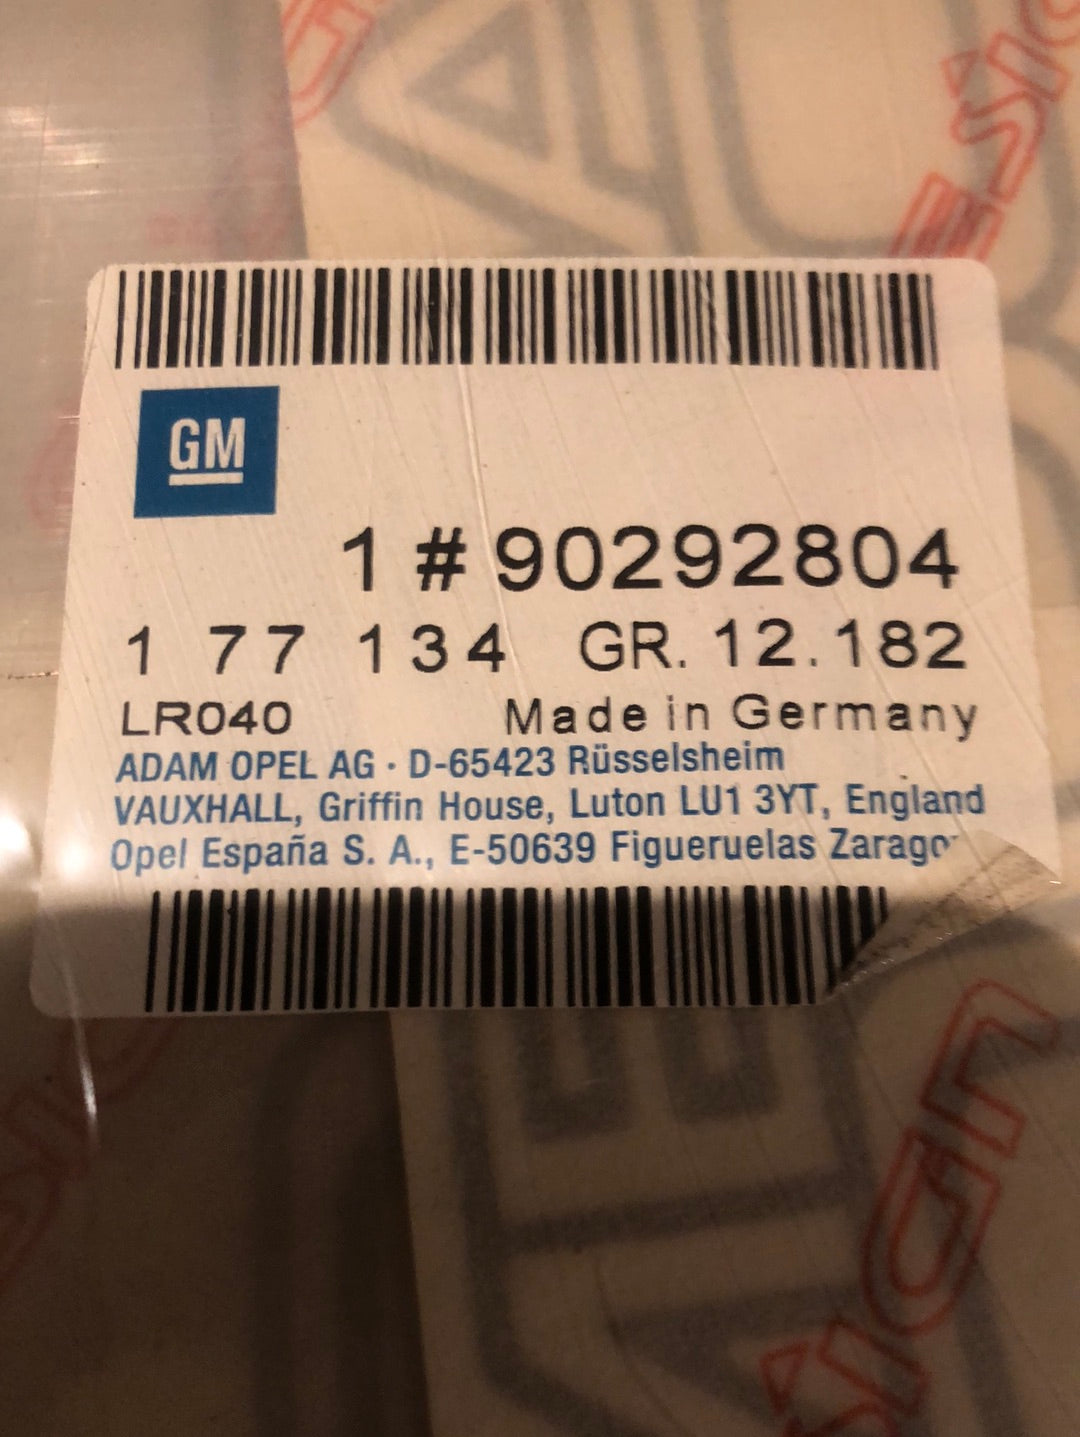 GM
1 # 90292804
1 77 134 GR. 12.182
LR040 Made in Germany
ADAM OPEL AG · D-65423 Rüsselsheim
VAUXHALL, Griffin House, Luton LU1 3YT, England
Opel España S. A., E-50639 Figueruelas